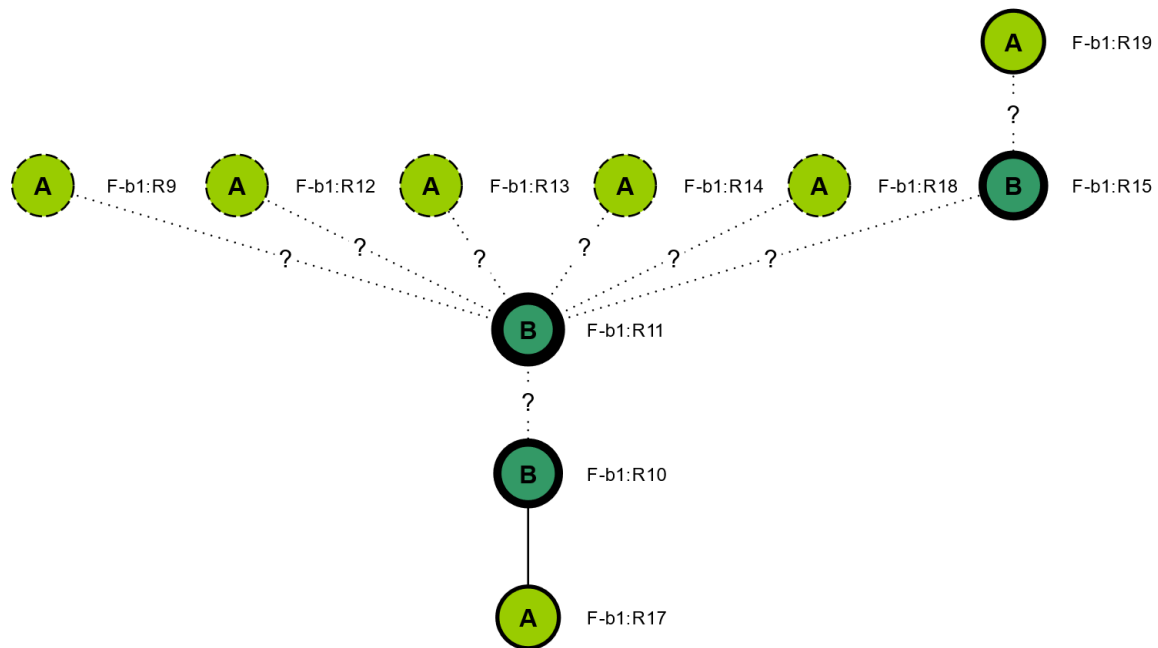 A F-b1:R19
?
A F-b1:R9 A F-b1:R12 A F-b1:R13 A F-b1:R14 A F-b1:R18 B F-b1:R15
? ? ? ? ? ?
B F-b1:R11
?
B F-b1:R10
A F-b1:R17